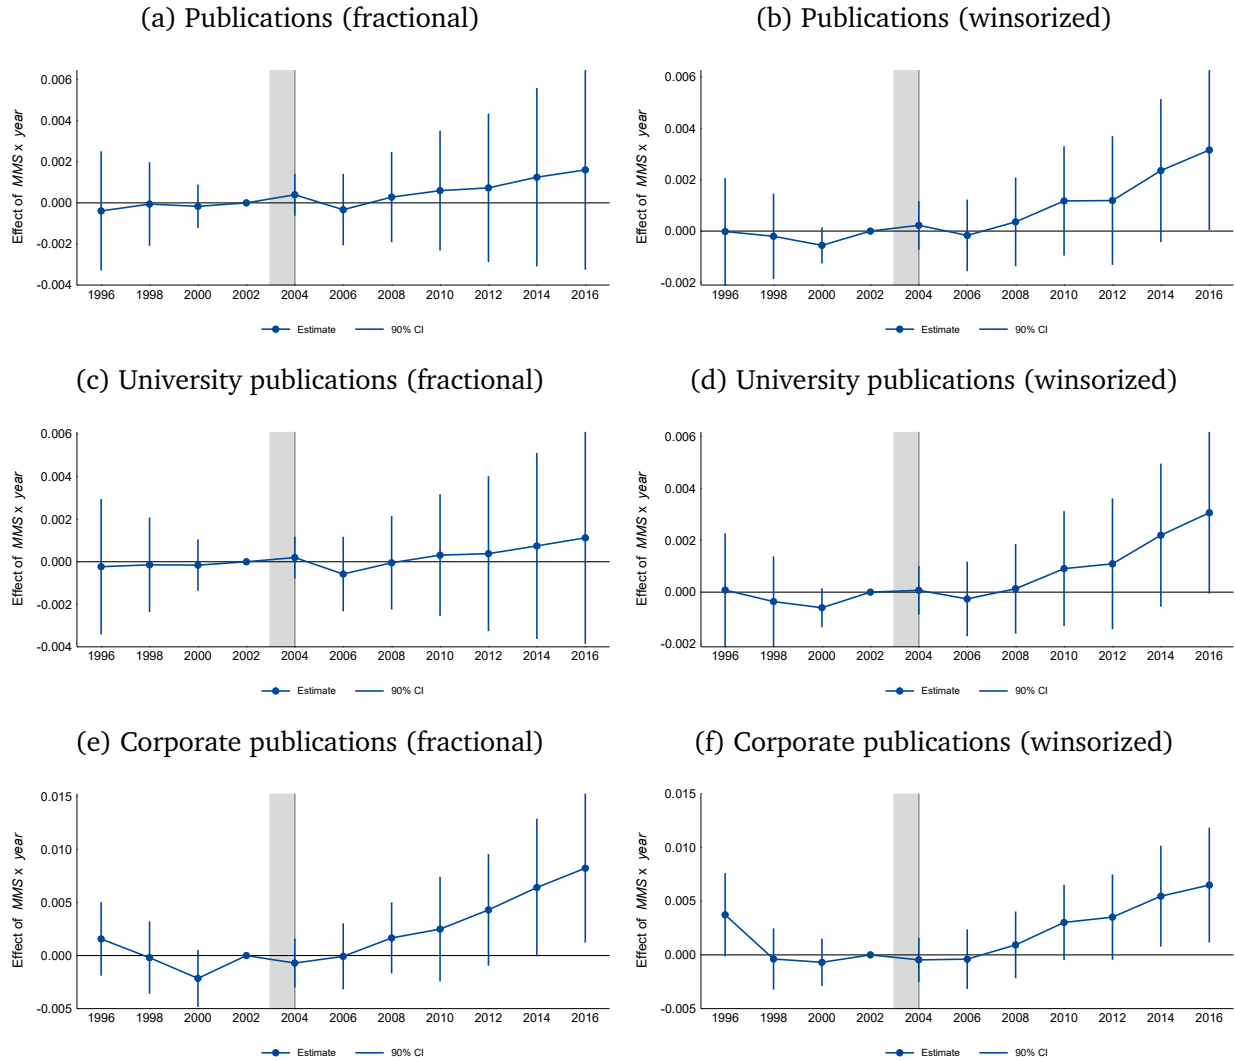 (a) Publications (fractional)
Effect of MMS x year
0.006
0.004
0.002
0.000
-0.002
-0.004
1996 1998 2000 2002 2004 2006 2008 2010 2012 2014 2016
Estimate 90% CI
(b) Publications (winsorized)
Effect of MMS x year
0.006
0.004
0.002
0.000
-0.002
1996 1998 2000 2002 2004 2006 2008 2010 2012 2014 2016
Estimate 90% CI
(c) University publications (fractional)
Effect of MMS x year
0.006
0.004
0.002
0.000
-0.002
-0.004
1996 1998 2000 2002 2004 2006 2008 2010 2012 2014 2016
Estimate 90% CI
(d) University publications (winsorized)
Effect of MMS x year
0.006
0.004
0.002
0.000
-0.002
1996 1998 2000 2002 2004 2006 2008 2010 2012 2014 2016
Estimate 90% CI
(e) Corporate publications (fractional)
Effect of MMS x year
0.015
0.010
0.005
0.000
-0.005
1996 1998 2000 2002 2004 2006 2008 2010 2012 2014 2016
Estimate 90% CI
(f) Corporate publications (winsorized)
Effect of MMS x year
0.015
0.010
0.005
0.000
-0.005
1996 1998 2000 2002 2004 2006 2008 2010 2012 2014 2016
Estimate 90% CI